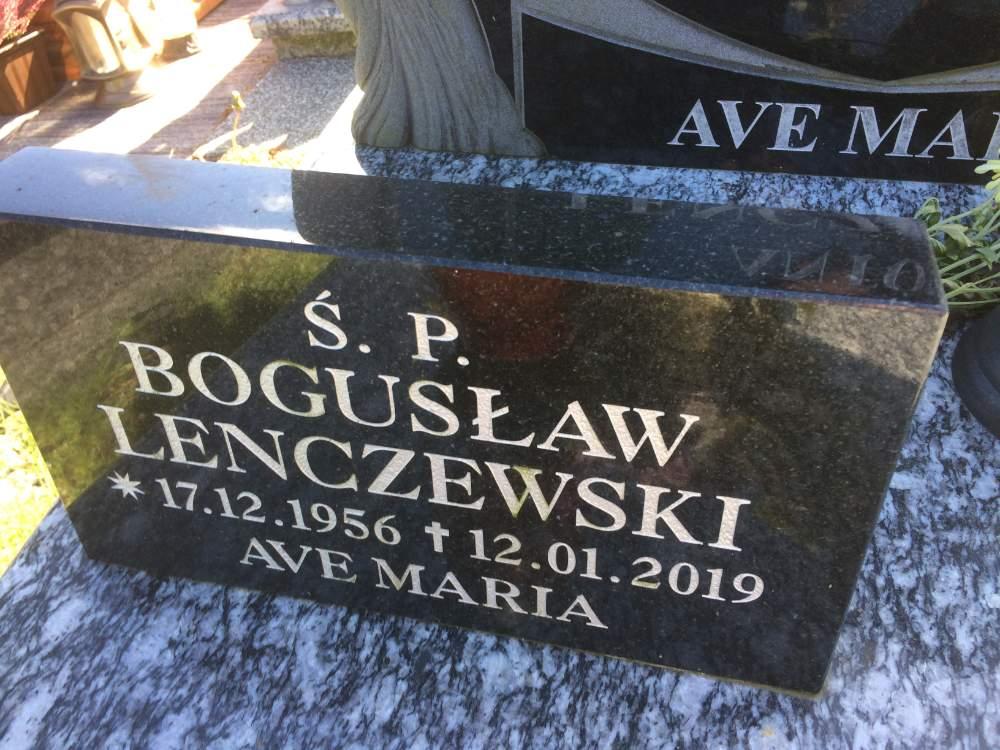 AVE MA
Ś. P.
BOGUSŁAW
LENCZEWSKI
* 17.12.1956 ✝ 12.01.2019
AVE MARIA